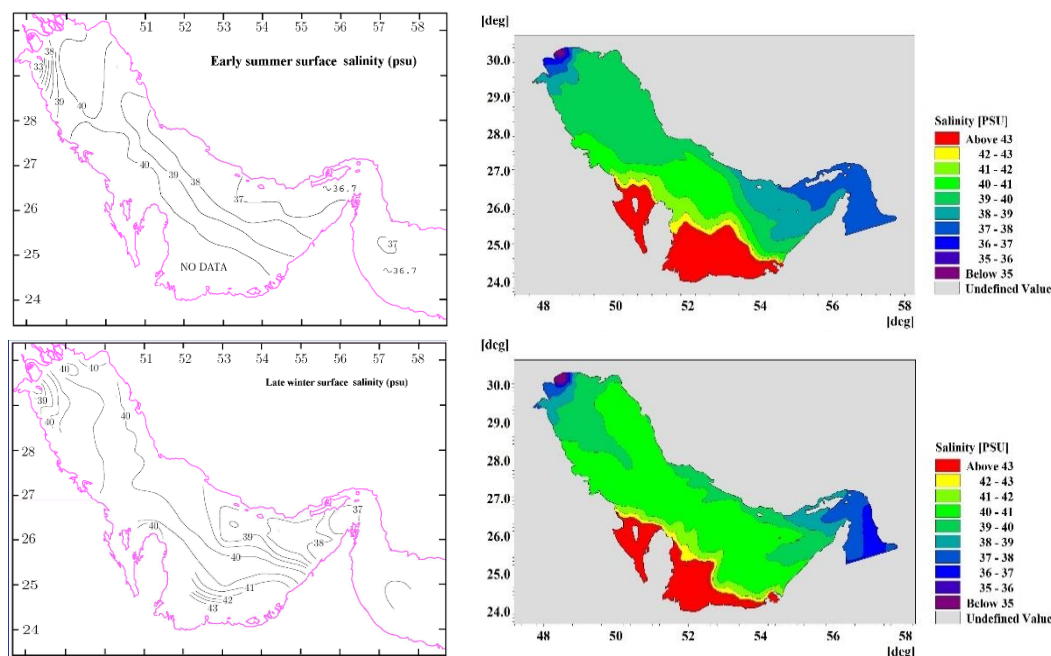 51 52 53 54 55 56 57 58
Early summer surface salinity (psu)
38
33
39
40
28
27
40
39
38
37
~36.7
26
25
37
NO DATA
~36.7
24
[deg]
30.0
29.0
28.0
27.0
26.0
25.0
24.0
48 50 52 54 56 58
[deg]
Salinity [PSU]
Above 43
42 - 43
41 - 42
40 - 41
39 - 40
38 - 39
37 - 38
36 - 37
35 - 36
Below 35
Undefined Value
51 52 53 54 55 56 57 58
40
40
Late winter surface salinity (psu)
39
40
40
28
27
37
40
39
38
26
40
25
41
42
43
24
[deg]
30.0
29.0
28.0
27.0
26.0
25.0
24.0
48 50 52 54 56 58
[deg]
Salinity [PSU]
Above 43
42 - 43
41 - 42
40 - 41
39 - 40
38 - 39
37 - 38
36 - 37
35 - 36
Below 35
Undefined Value